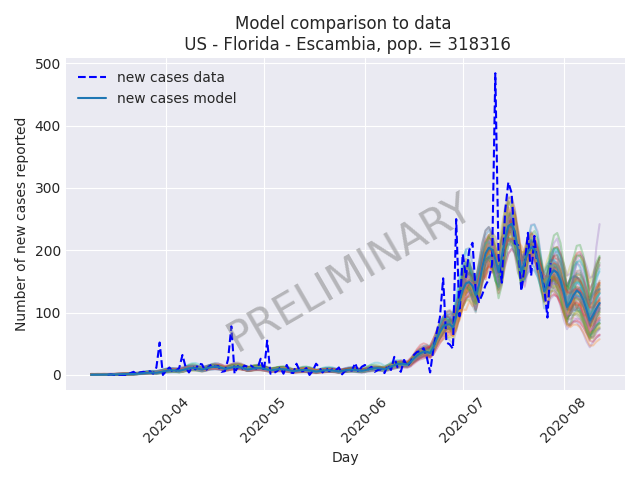 Model comparison to data
US - Florida - Escambia, pop. = 318316
new cases data
new cases model
PRELIMINARY
Number of new cases reported
500
400
300
200
100
0
2020-04
2020-05
2020-06
2020-07
2020-08
Day